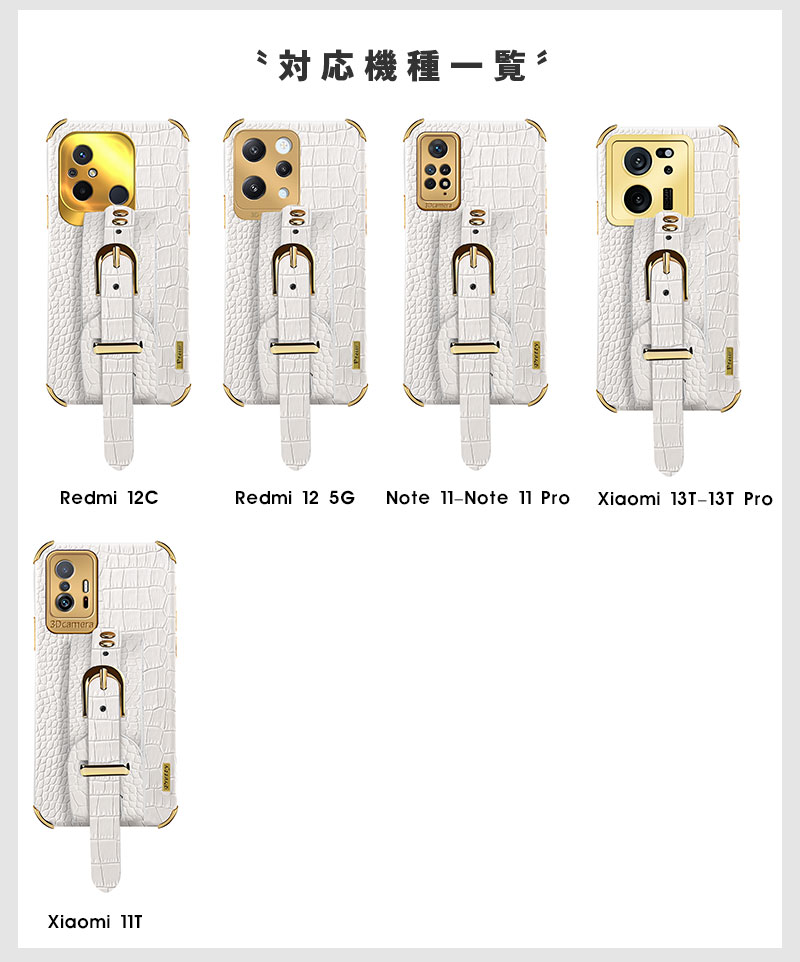 対応機種一覧
Redmi 12C
Redmi 12 5G
Note 11–Note 11 Pro
Xiaomi 13T–13T Pro
3Dcamera
3Dcamera
Xiaomi 11T